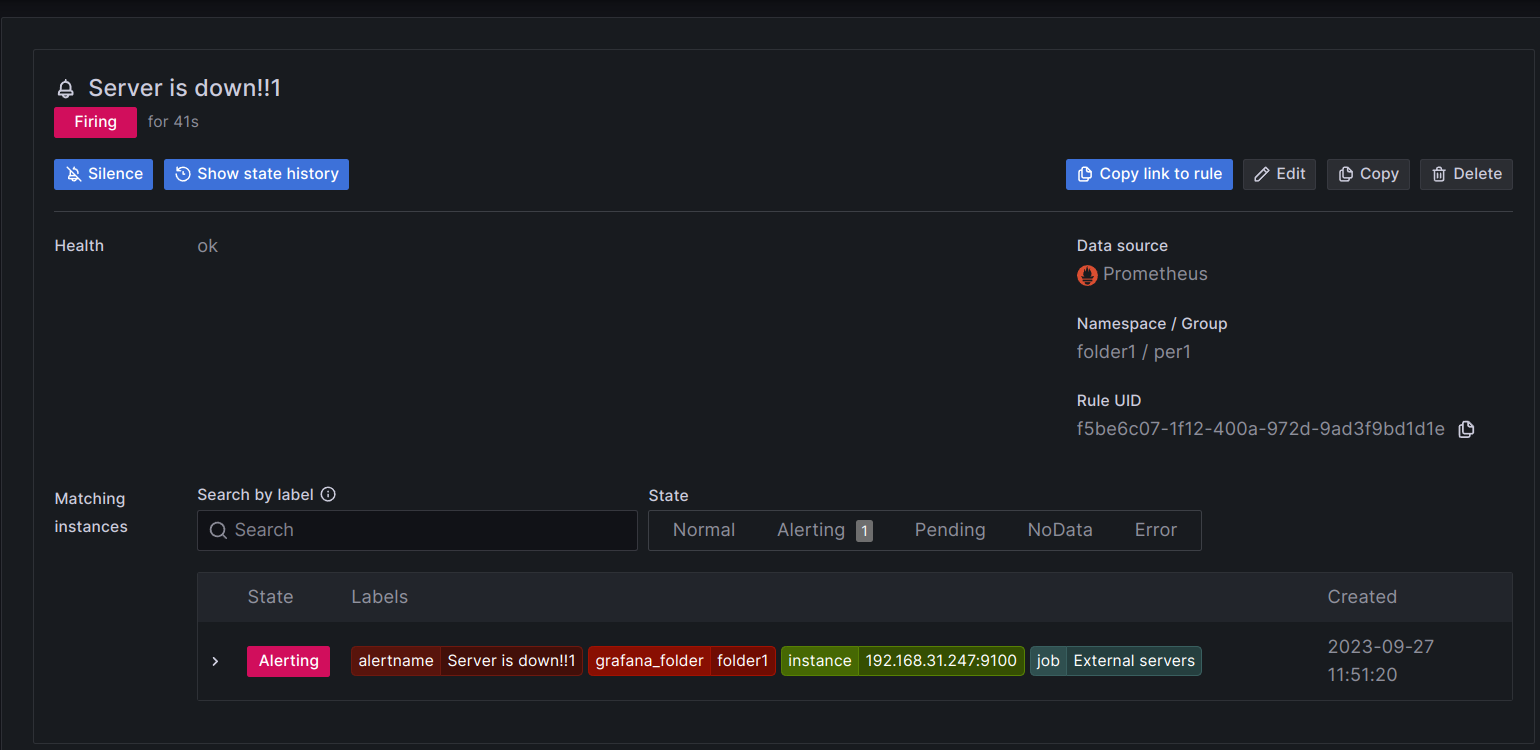 Server is down!!1
Firing for 41s
Silence Show state history Copy link to rule Edit Copy Delete
Health ok
Data source
Prometheus
Namespace / Group
folder1 / per1
Rule UID
f5be6c07-1f12-400a-972d-9ad3f9bd1d1e
Matching
instances
Search by label State
Search Normal Alerting 1 Pending NoData Error
State Labels Created
Alerting alertname Server is down!!1 grafana_folder folder1 instance 192.168.31.247:9100 job External servers 2023-09-27
11:51:20